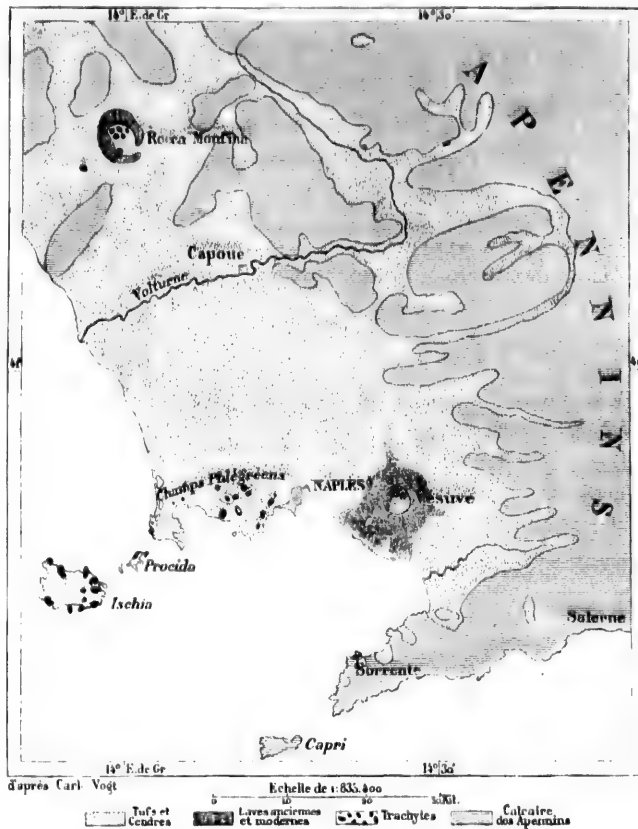 14° E. de Gr
14° 30'
APENNINS
Rocca Monfina
Capoue
Volturne
Champs Phlégréens
NAPLES
Vésuve
Procida
Ischia
Salerne
Sorrente
Capri
14° E. de Gr
14° 30'
d'après Carl Vogt
Echelle de 1:835.400
0 10
Tufs et Cendres
Laves anciennes et modernes
Trachytes
Calcaire des Apennins